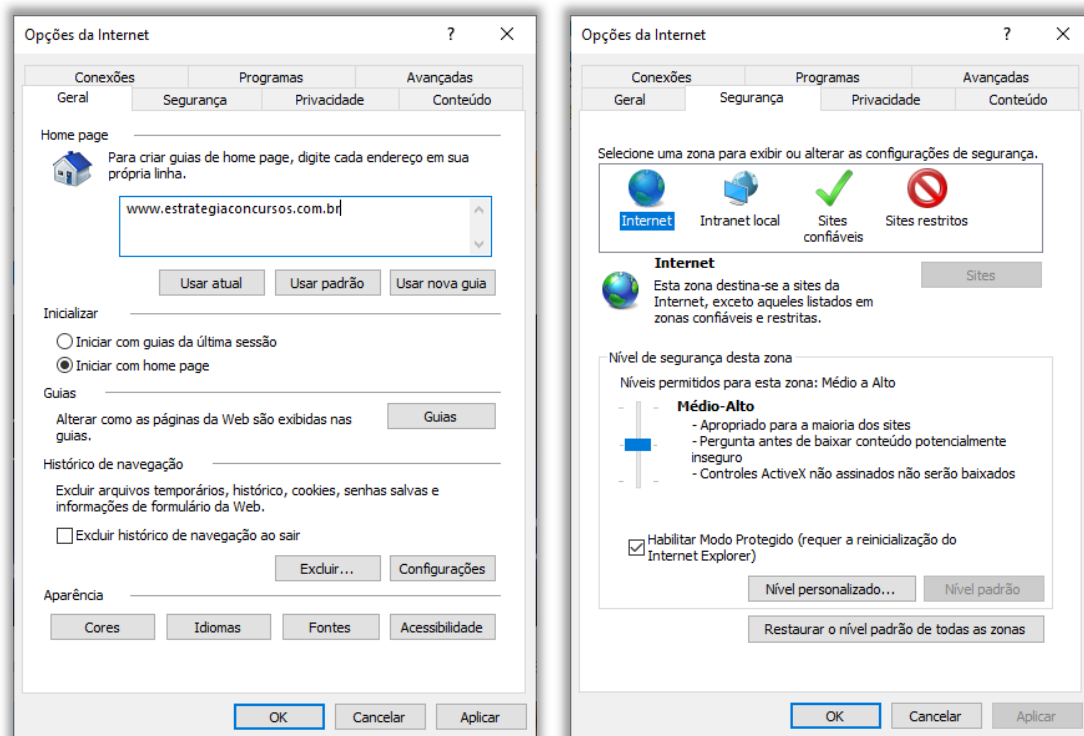 Opções da Internet
? X
Conexões Programas Avançadas
Geral Segurança Privacidade Conteúdo
Home page
Para criar guias de home page, digite cada endereço em sua
própria linha.
www.estrategiaconcursos.com.br
Usar atual Usar padrão Usar nova guia
Inicializar
Iniciar com guias da última sessão
Iniciar com home page
Guias
Alterar como as páginas da Web são exibidas nas
guias.
Guias
Histórico de navegação
Excluir arquivos temporários, histórico, cookies, senhas salvas e
informações de formulário da Web.
Excluir histórico de navegação ao sair
Excluir... Configurações
Aparência
Cores Idiomas Fontes Acessibilidade
OK Cancelar Aplicar
Opções da Internet
? X
Conexões Programas Avançadas
Geral Segurança Privacidade Conteúdo
Selecione uma zona para exibir ou alterar as configurações de segurança.
Internet Intranet local Sites Sites restritos
confiáveis
Internet
Esta zona destina-se a sites da
Internet, exceto aqueles listados em
zonas confiáveis e restritas.
Sites
Nível de segurança desta zona
Níveis permitidos para esta zona: Médio a Alto
Médio-Alto
- Apropriado para a maioria dos sites
- Pergunta antes de baixar conteúdo potencialmente
inseguro
- Controles ActiveX não assinados não serão baixados
Habilitar Modo Protegido (requer a reinicialização do
Internet Explorer)
Nível personalizado... Nível padrão
Restaurar o nível padrão de todas as zonas
OK Cancelar Aplicar